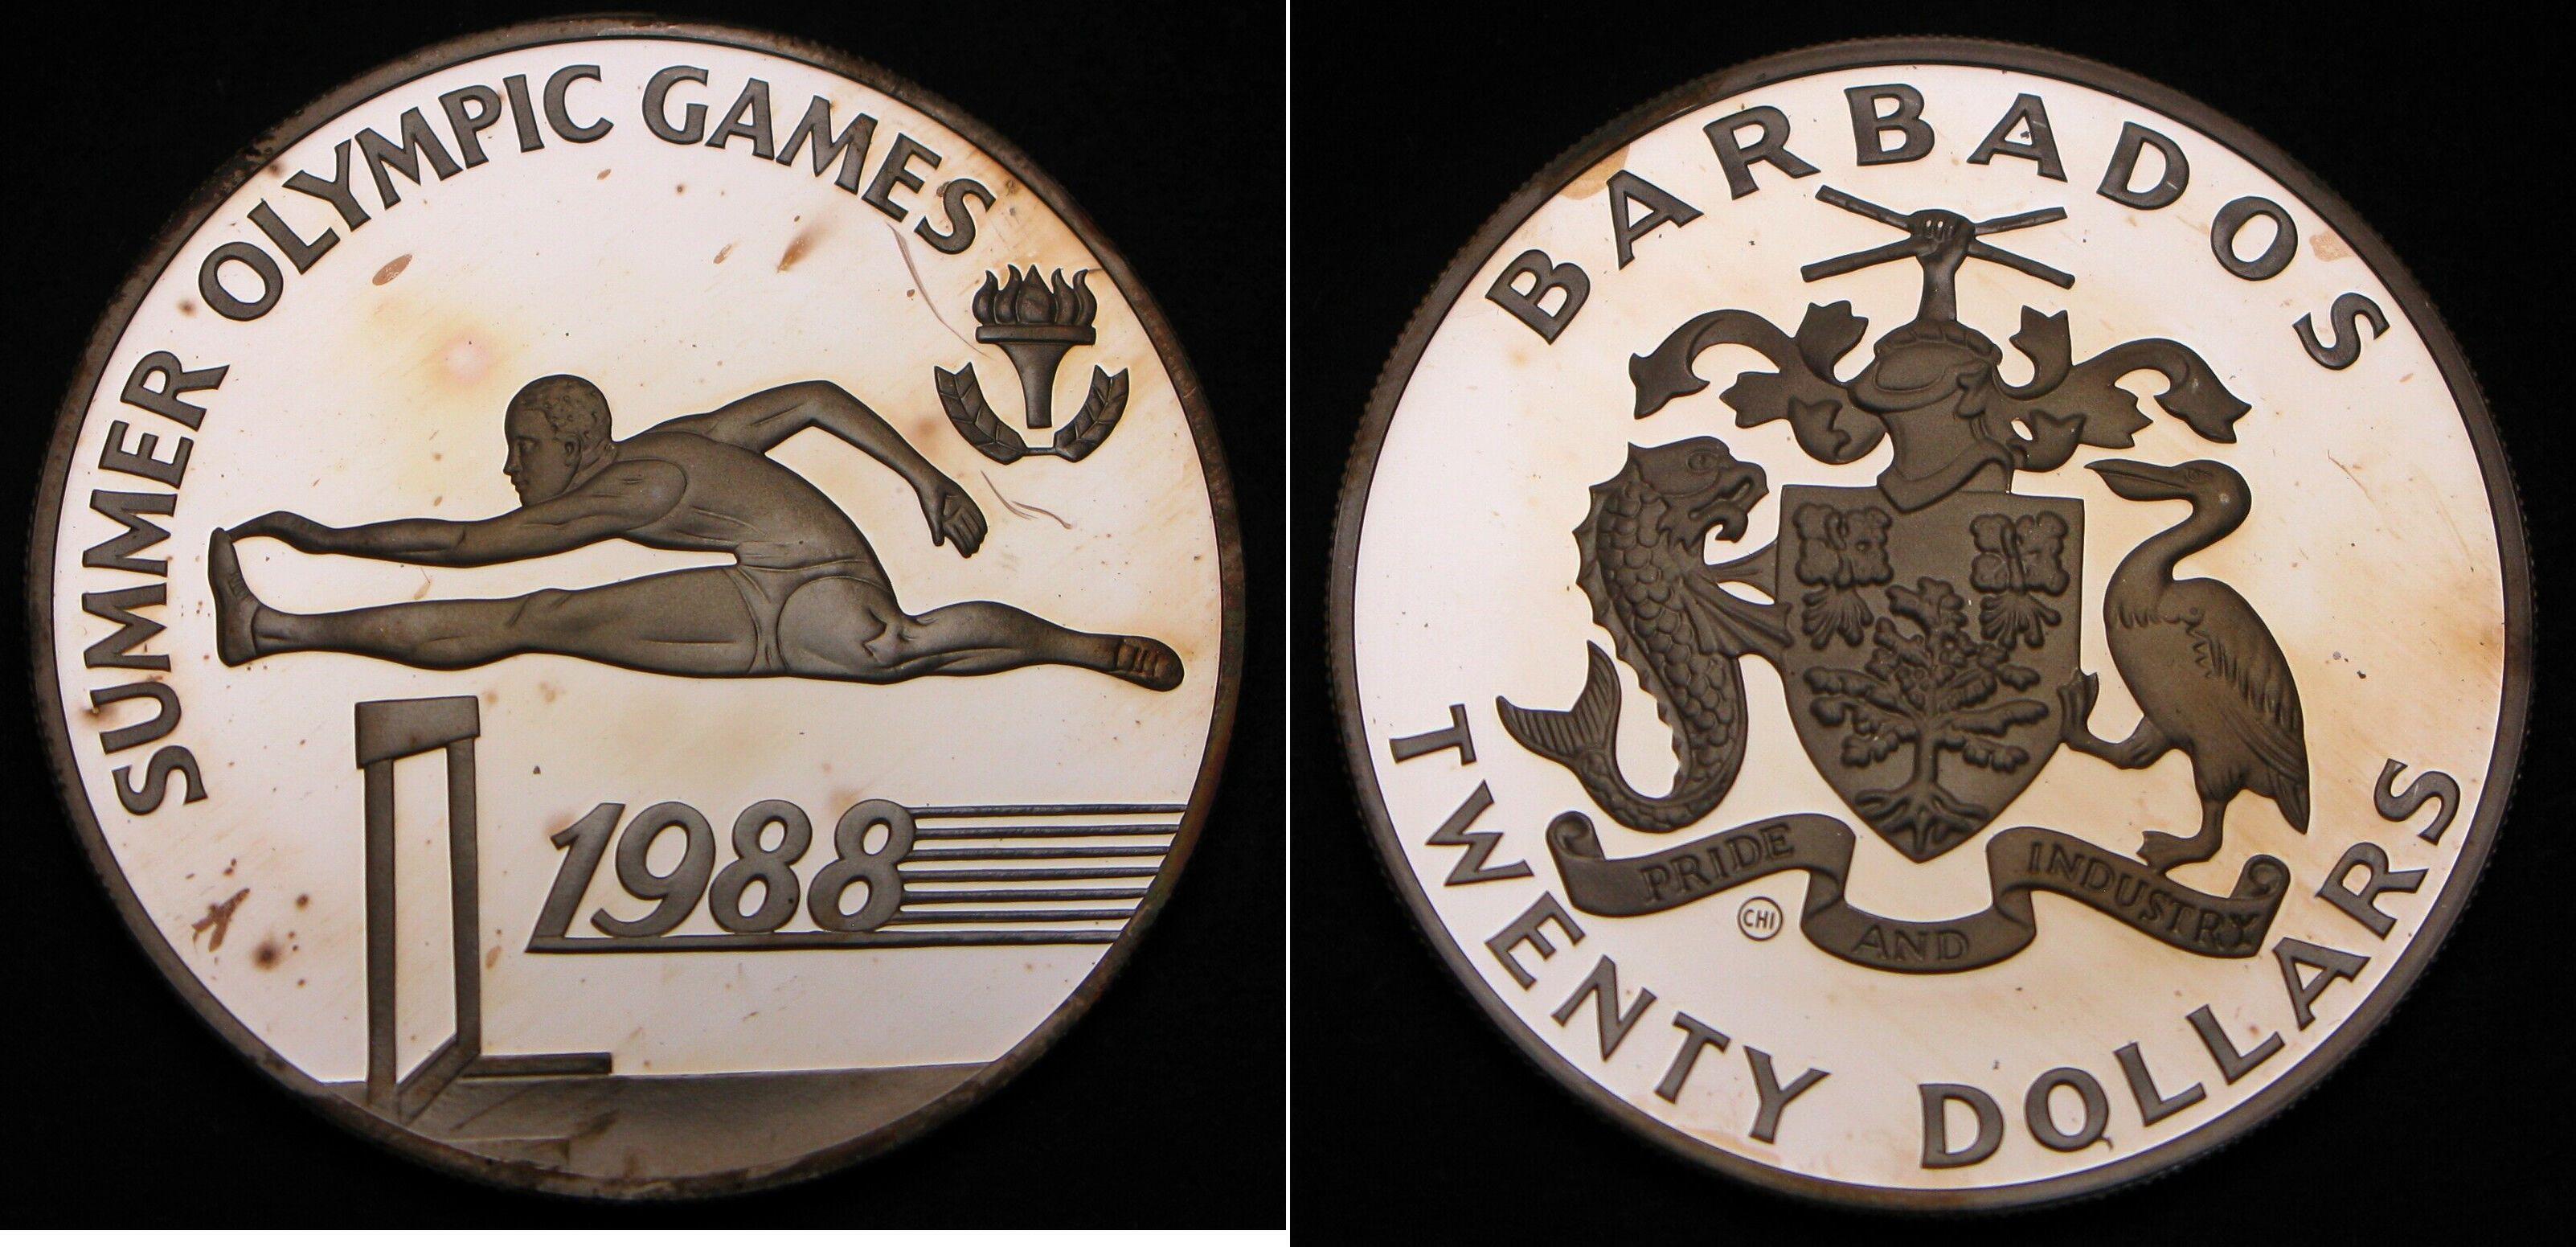 SUMMER OLYMPIC GAMES
1988
BARBADOS
PRIDE AND INDUSTRY
CHI
TWENTY DOLLARS